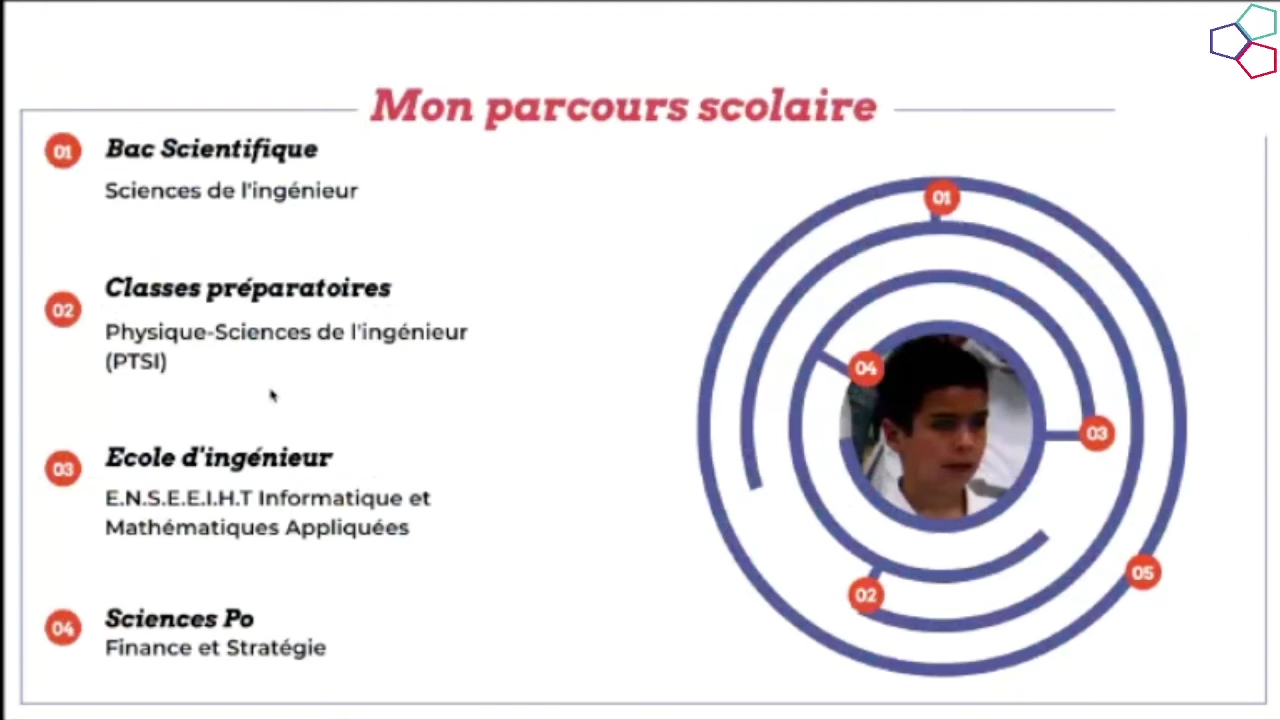 Mon parcours scolaire
01 Bac Scientifique
Sciences de l'ingénieur
02 Classes préparatoires
Physique-Sciences de l'ingénieur
(PTSI)
03 Ecole d'ingénieur
E.N.S.E.E.I.H.T Informatique et
Mathématiques Appliquées
04 Sciences Po
Finance et Stratégie
01
04
03
05
02